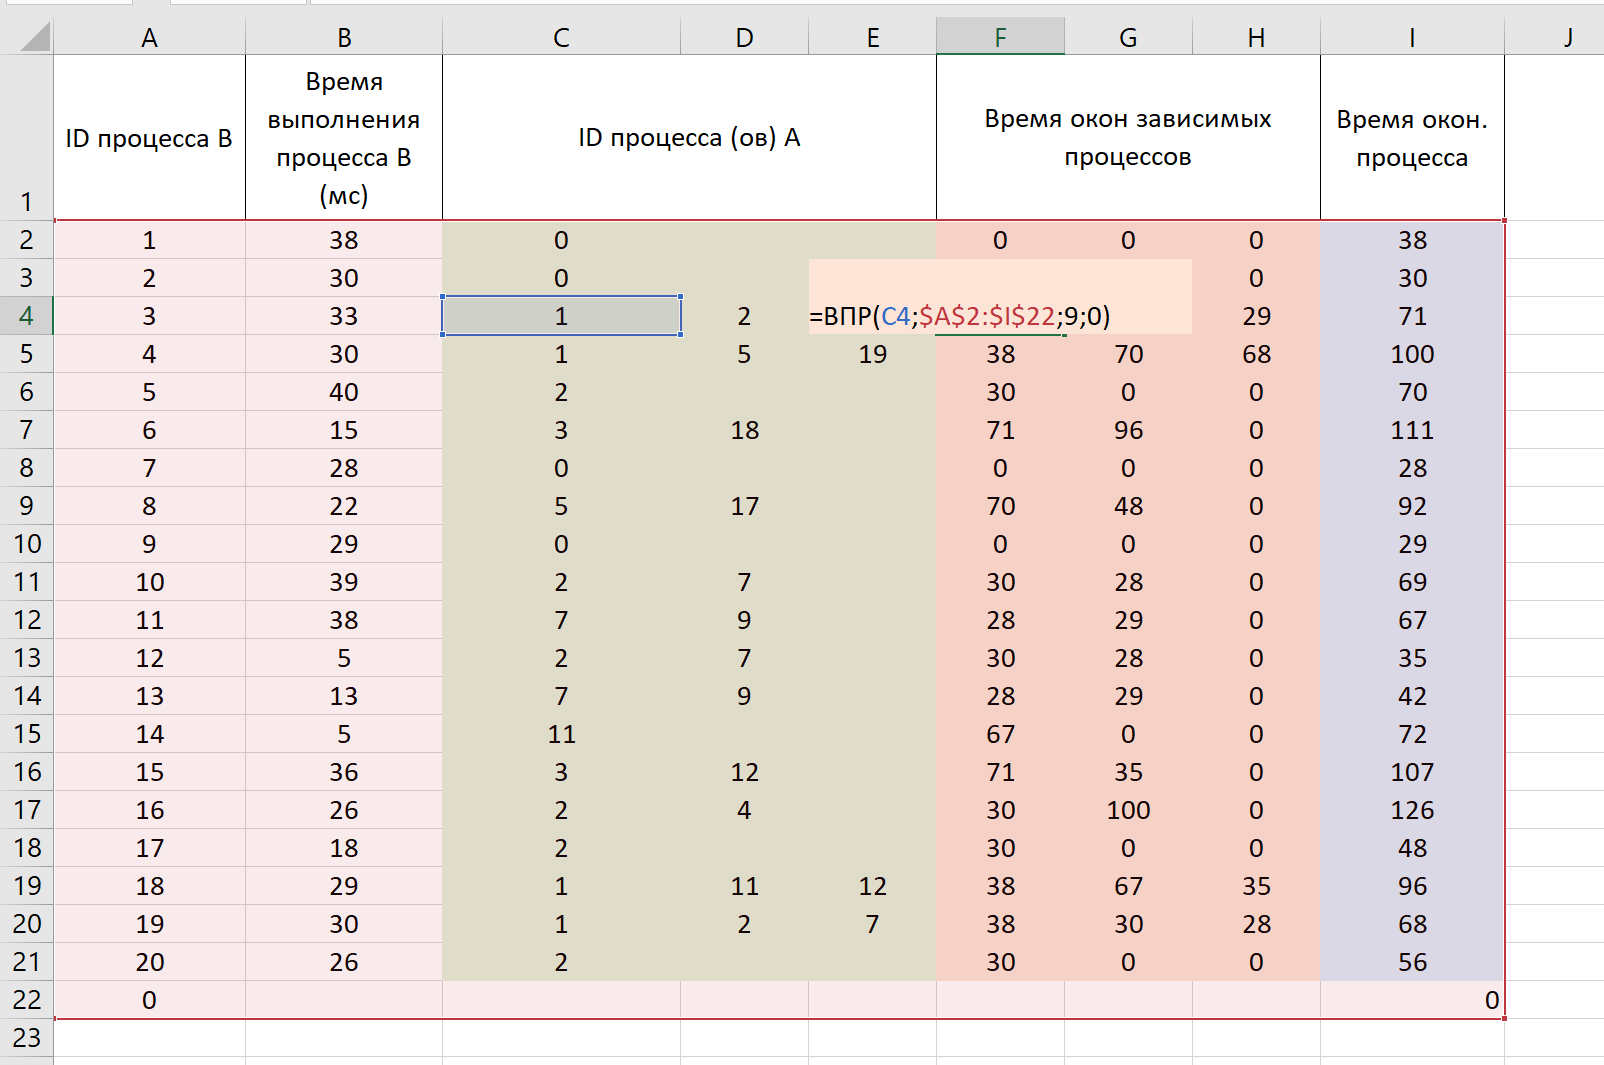 A B C D E F G H I J
1
ID процесса B
Время
выполнения
процесса B
(мс)
ID процесса (ов) A
Время окон зависимых
процессов
Время окон.
процесса
2 1 38 0 0 0 0 38
3 2 30 0 0 30
4 3 33 1 2 =ВПР(C4;$A$2:$I$22;9;0) 29 71
5 4 30 1 5 19 38 70 68 100
6 5 40 2 30 0 0 70
7 6 15 3 18 71 96 0 111
8 7 28 0 0 0 0 28
9 8 22 5 17 70 48 0 92
10 9 29 0 0 0 0 29
11 10 39 2 7 30 28 0 69
12 11 38 7 9 28 29 0 67
13 12 5 2 7 30 28 0 35
14 13 13 7 9 28 29 0 42
15 14 5 11 67 0 0 72
16 15 36 3 12 71 35 0 107
17 16 26 2 4 30 100 0 126
18 17 18 2 30 0 0 48
19 18 29 1 11 12 38 67 35 96
20 19 30 1 2 7 38 30 28 68
21 20 26 2 30 0 0 56
22 0 0
23